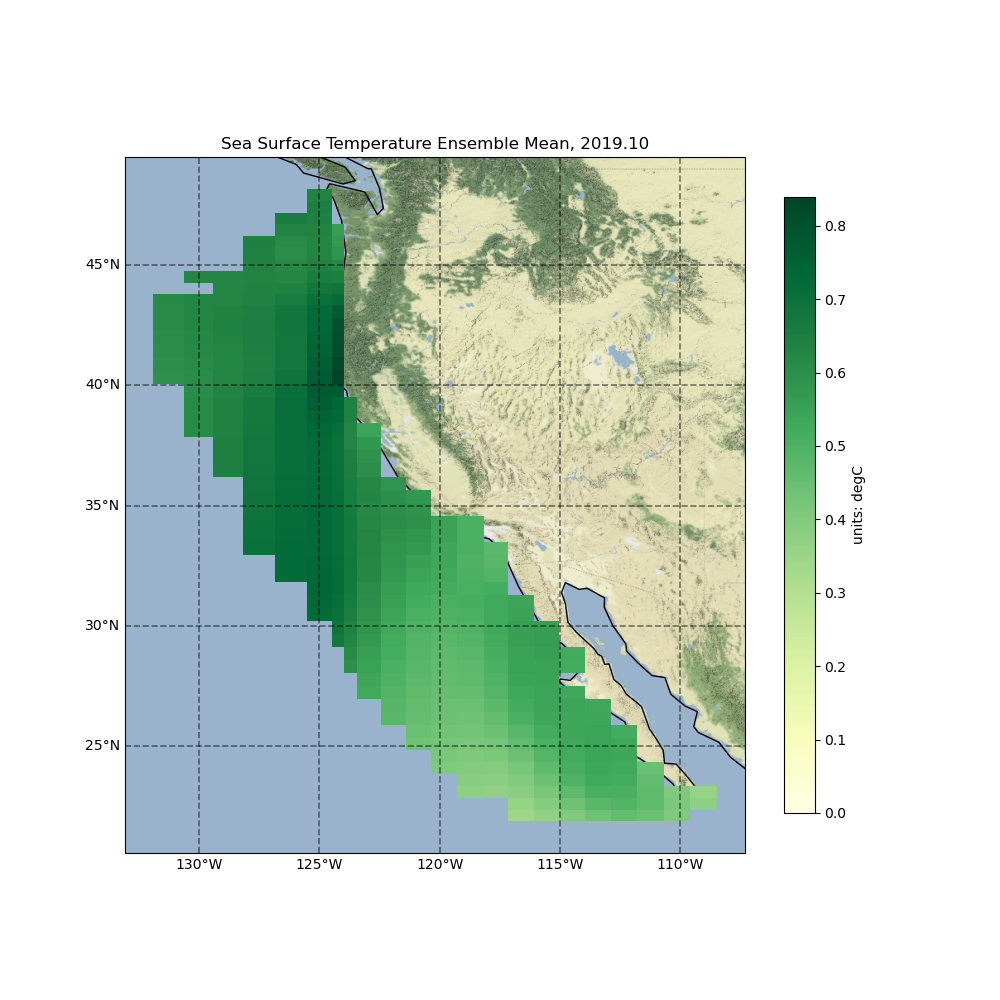 Sea Surface Temperature Ensemble Mean, 2019.10
45°N
40°N
35°N
30°N
25°N
130°W
125°W
120°W
115°W
110°W
0.8
0.7
0.6
0.5
0.4
0.3
0.2
0.1
0.0
units: degC